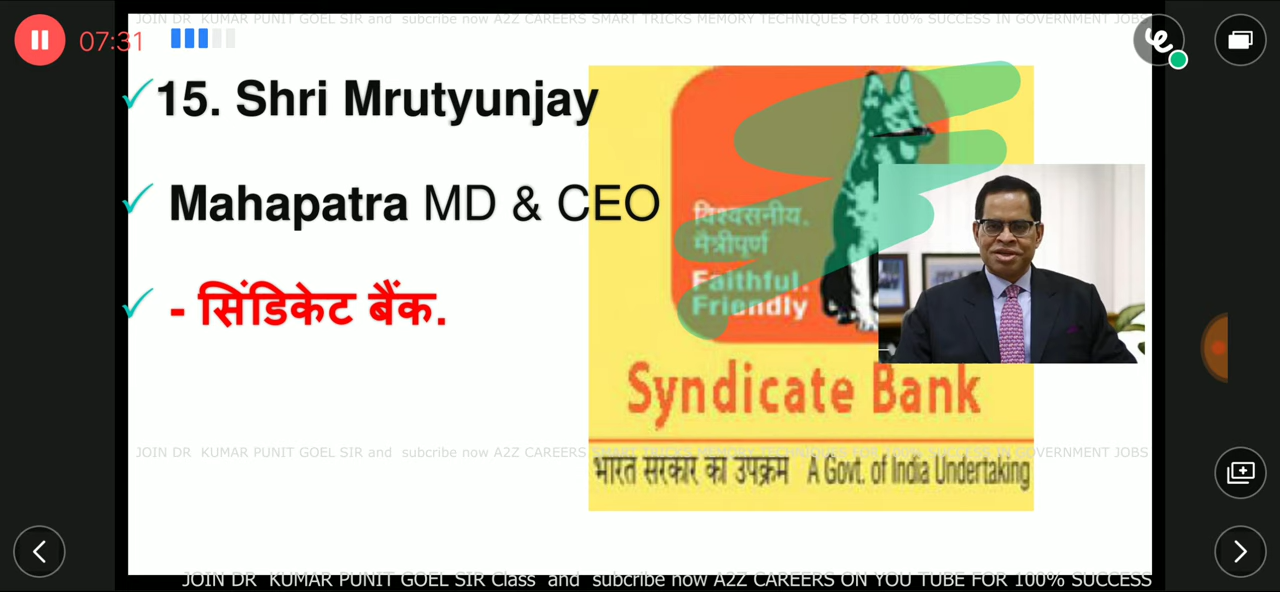 JOIN DR KUMAR PUNIT GOEL SIR and subcribe now A2Z CAREERS SMART TRICKS MEMORY TECHNIQUES FOR 100% SUCCESS IN GOVERNMENT JOBS
07:31
15. Shri Mrutyunjay
Mahapatra MD & CEO
- सिंडिकेट बैंक.
विश्वसनीय.
मैत्रीपूर्ण
Faithful.
Friendly
Syndicate Bank
JOIN DR KUMAR PUNIT GOEL SIR and subcribe now A2Z CAREERS
GOVERNMENT JOBS
भारत सरकार का उपक्रम A Govt. of India Undertaking
JOIN DR KUMAR PUNIT GOEL SIR Class and subcribe now A2Z CAREERS ON YOU TUBE FOR 100% SUCCESS